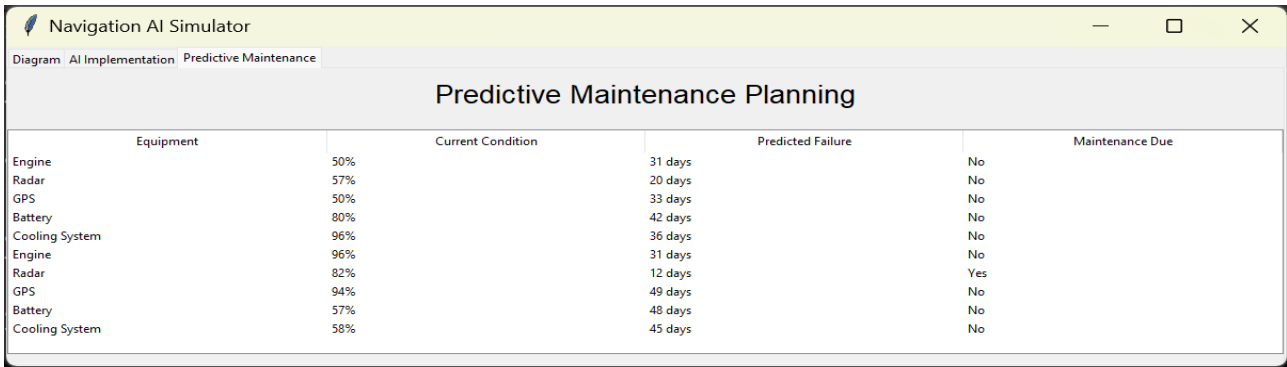 Navigation AI Simulator
Diagram AI Implementation Predictive Maintenance
Predictive Maintenance Planning
Equipment Current Condition Predicted Failure Maintenance Due
Engine 50% 31 days No
Radar 57% 20 days No
GPS 50% 33 days No
Battery 80% 42 days No
Cooling System 96% 36 days No
Engine 96% 31 days No
Radar 82% 12 days Yes
GPS 94% 49 days No
Battery 57% 48 days No
Cooling System 58% 45 days No